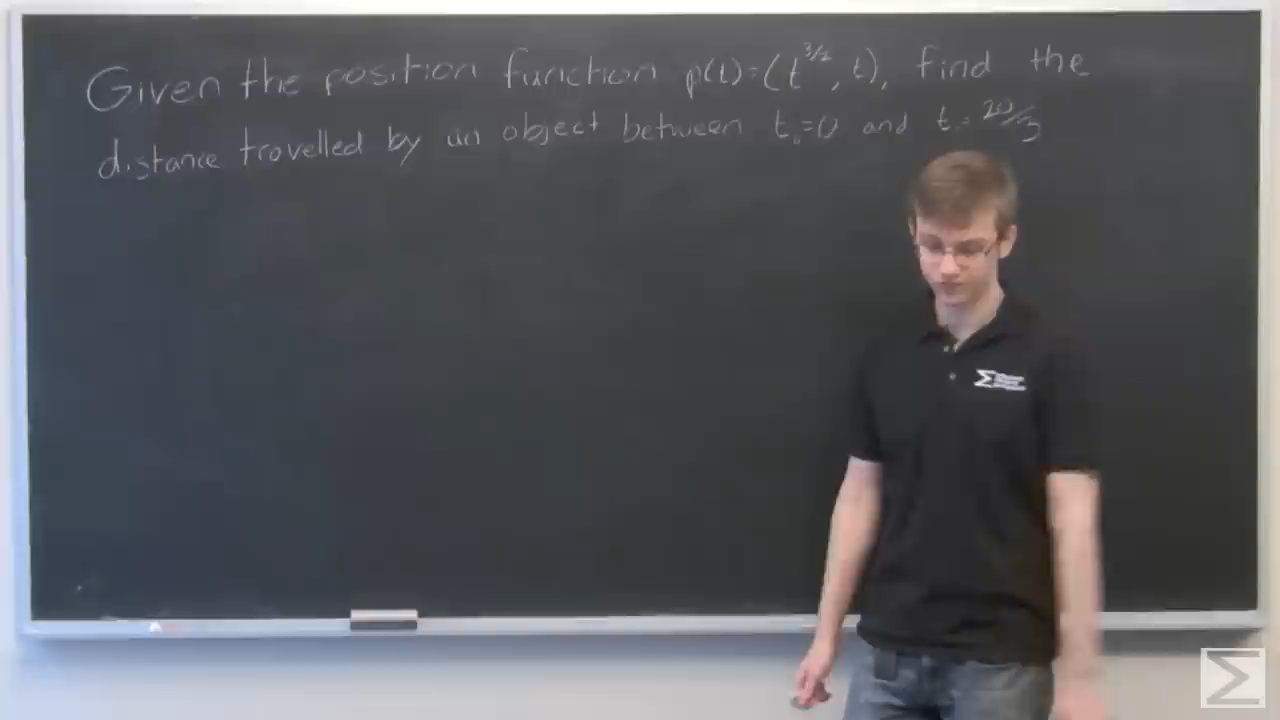 Given the position function p(t)=(t^3/2, t), find the
distance travelled by an object between t₀=0 and t₁=20/3
Σ
Σ